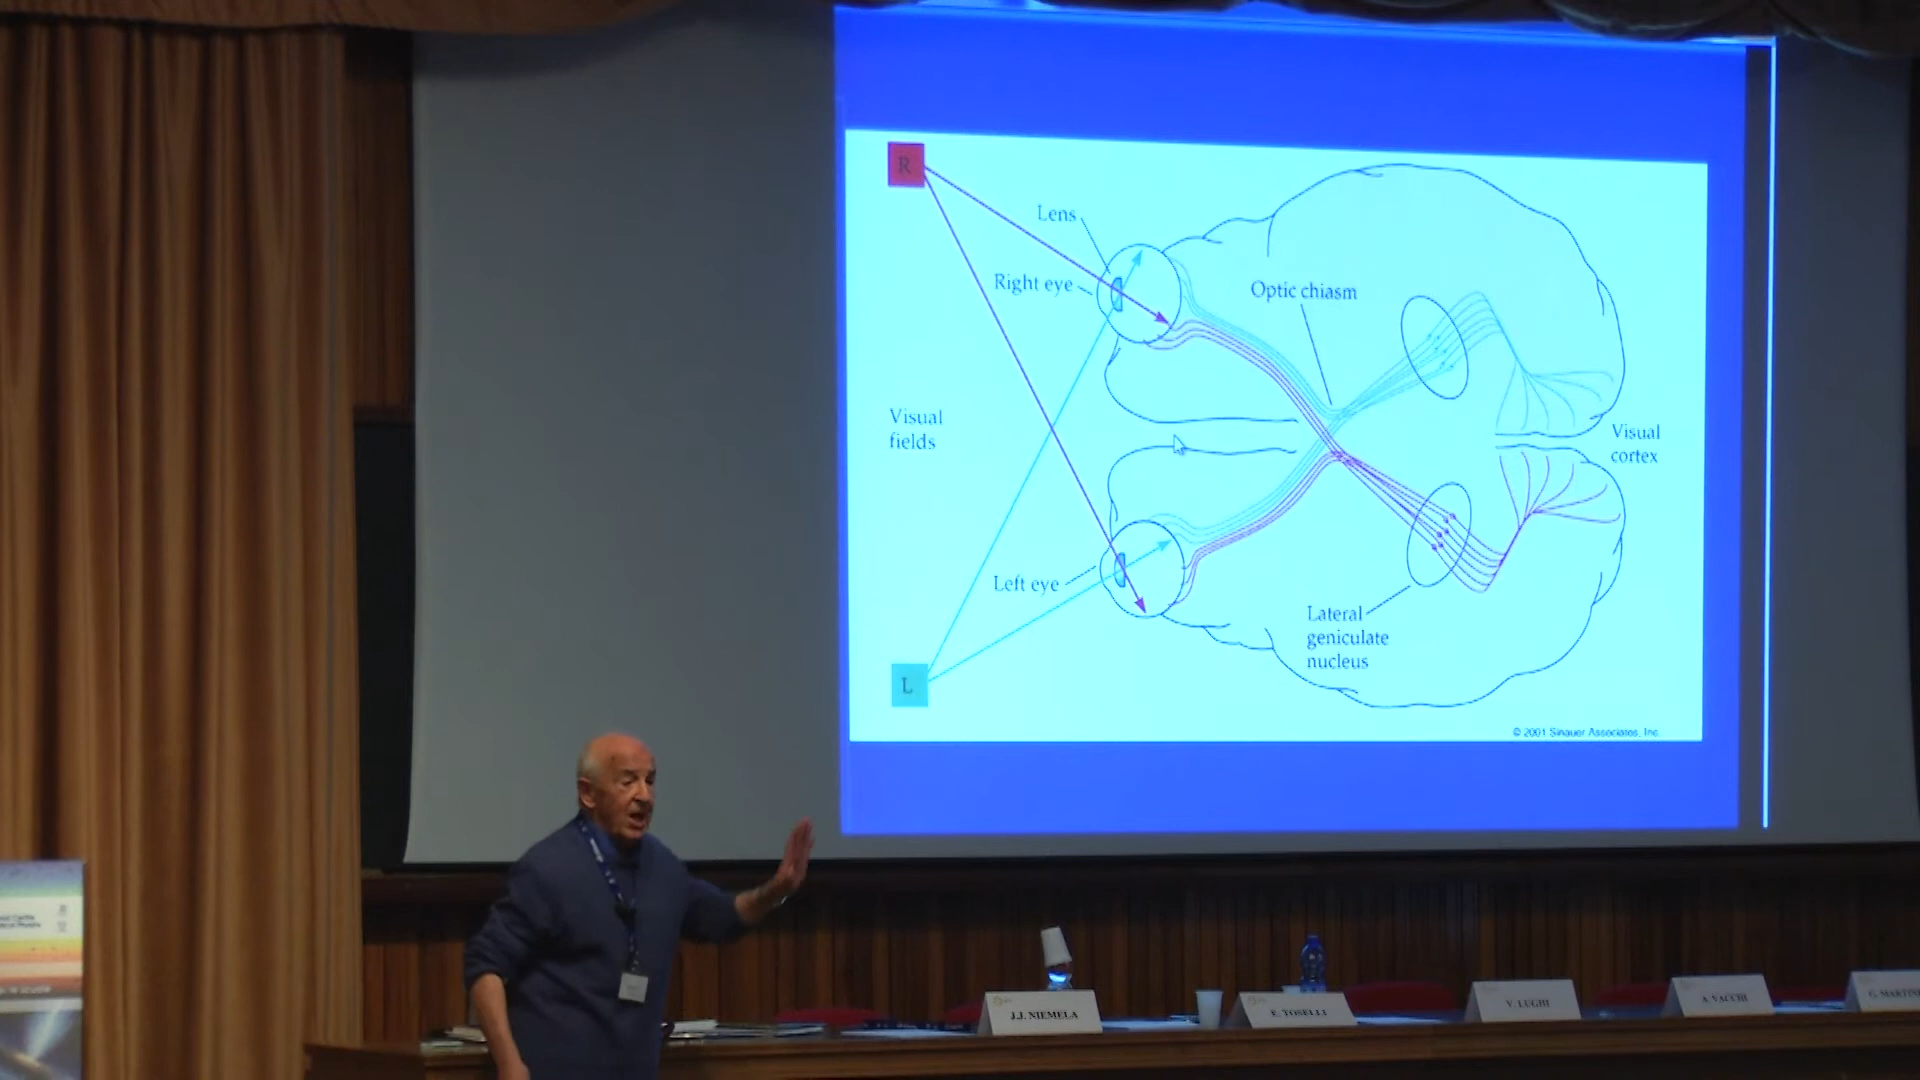 R
Lens
Right eye
Optic chiasm
Visual
fields
Visual
cortex
Left eye
Lateral
geniculate
nucleus
L
© 2001 Sinauer Associates, Inc.
J.J. NIEMELA
E. TOSELLI
V. LUGHI
A. VACCHI
G. MARTIN